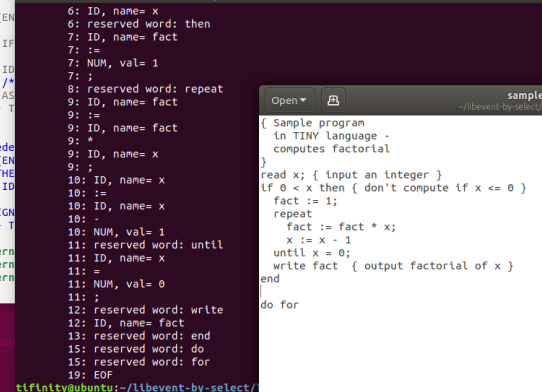 6: ID, name= x
6: reserved word: then
7: ID, name= fact
7: :=
7: NUM, val= 1
7: ;
8: reserved word: repeat
9: ID, name= fact
9: :=
9: ID, name= fact
9: *
9: ID, name= x
9: ;
10: ID, name= x
10: :=
10: ID, name= x
10: -
10: NUM, val= 1
11: reserved word: until
11: ID, name= x
11: =
11: NUM, val= 0
11: ;
12: reserved word: write
12: ID, name= fact
13: reserved word: end
15: reserved word: do
15: reserved word: for
19: EOF
tifinity@ubuntu:~/libevent-by-select/
Open
sample
~/libevent-by-select/
{ Sample program
in TINY language -
computes factorial
}
read x; { input an integer }
if 0 < x then { don't compute if x <= 0 }
fact := 1;
repeat
fact := fact * x;
x := x - 1
until x = 0;
write fact { output factorial of x }
end
do for
EN
IF
ID
/*
AS
T
ede
EN
HE
ID
GN
T
ern
ern
ern